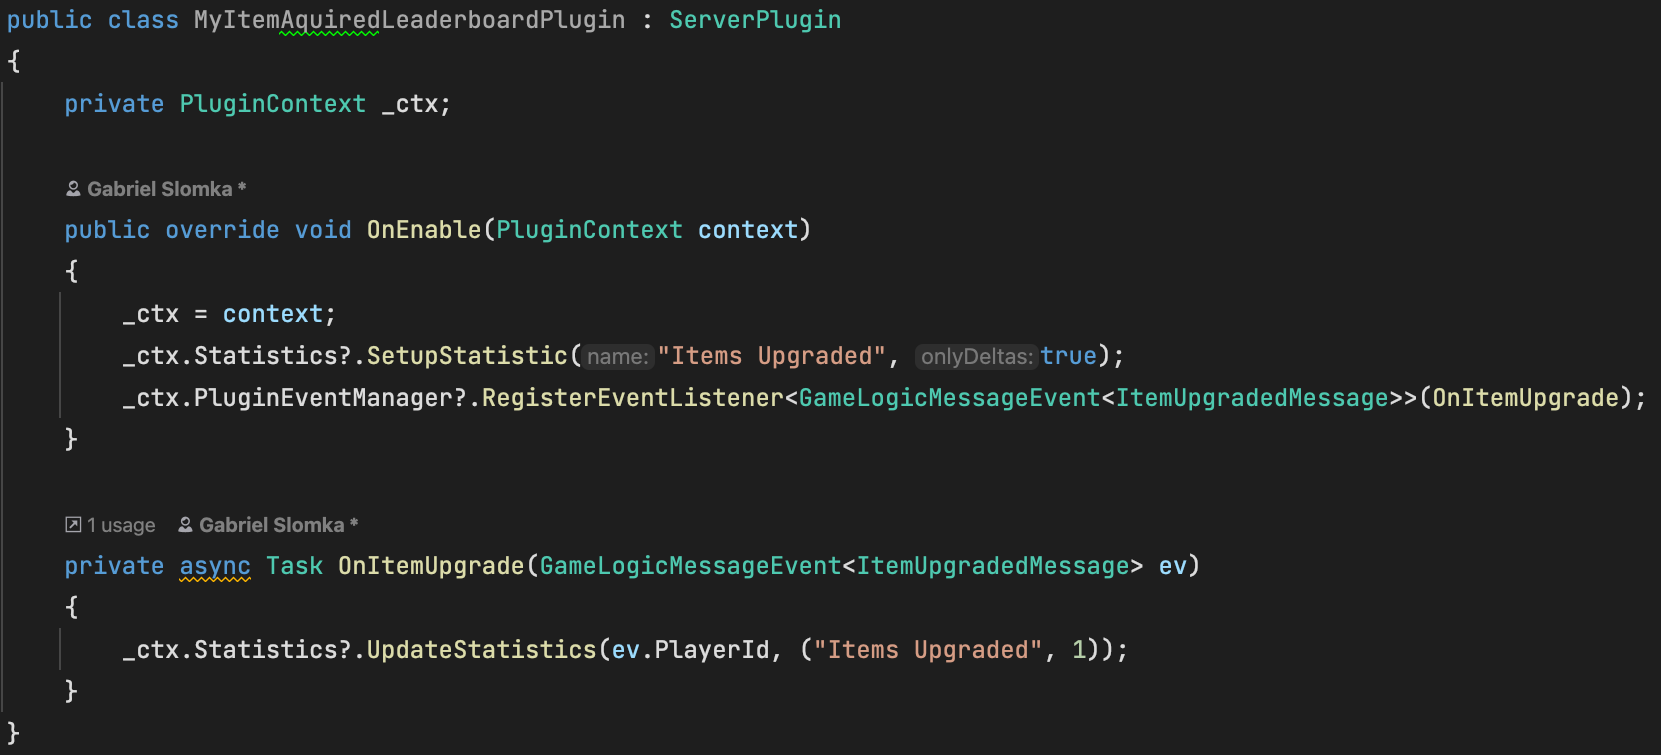 public class MyItemAquiredLeaderboardPlugin : ServerPlugin
{
    private PluginContext _ctx;
    Gabriel Slomka *
    public override void OnEnable(PluginContext context)
    {
        _ctx = context;
        _ctx.Statistics?.SetupStatistic(name:"Items Upgraded", onlyDeltas:true);
        _ctx.PluginEventManager?.RegisterEventListener<GameLogicMessageEvent<ItemUpgradedMessage>>(OnItemUpgrade);
    }
    1 usage Gabriel Slomka *
    private async Task OnItemUpgrade(GameLogicMessageEvent<ItemUpgradedMessage> ev)
    {
        _ctx.Statistics?.UpdateStatistics(ev.PlayerId, ("Items Upgraded", 1));
    }
}